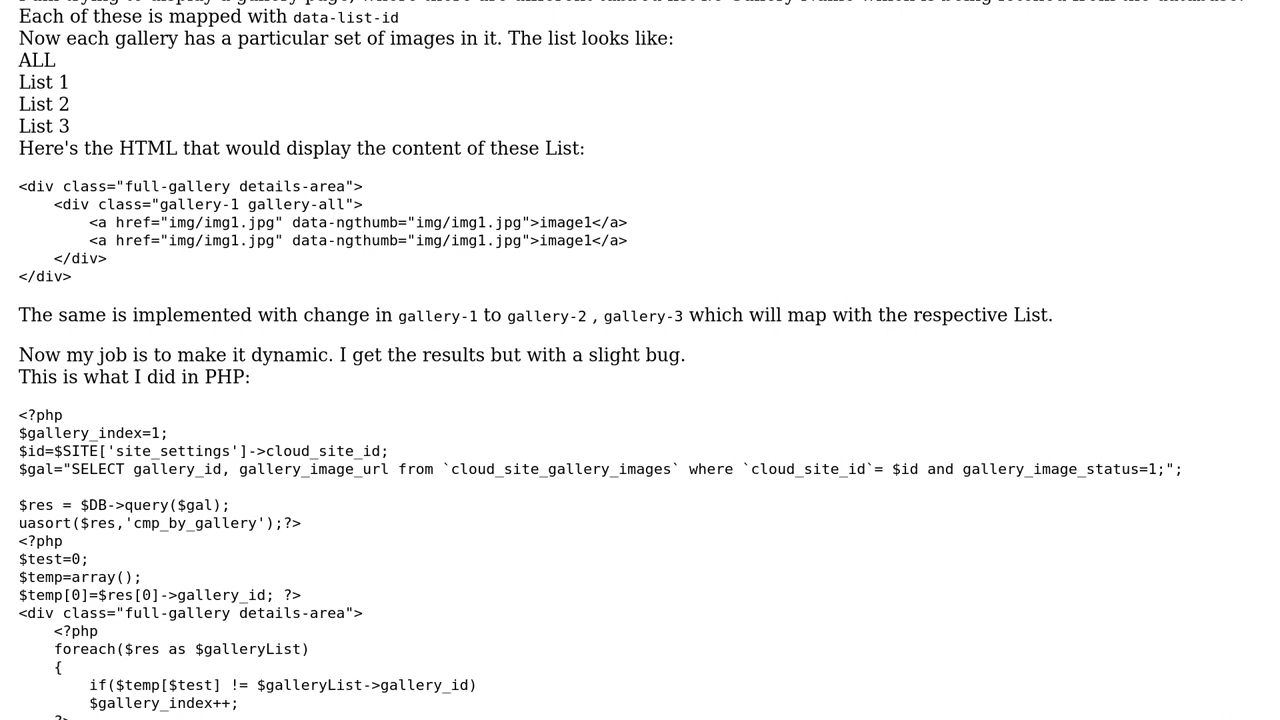 Each of these is mapped with data-list-id
Now each gallery has a particular set of images in it. The list looks like:
ALL
List 1
List 2
List 3
Here's the HTML that would display the content of these List:
<div class="full-gallery details-area">
    <div class="gallery-1 gallery-all">
        <a href="img/img1.jpg" data-ngthumb="img/img1.jpg">image1</a>
        <a href="img/img1.jpg" data-ngthumb="img/img1.jpg">image1</a>
    </div>
</div>
The same is implemented with change in gallery-1 to gallery-2 , gallery-3 which will map with the respective List.
Now my job is to make it dynamic. I get the results but with a slight bug.
This is what I did in PHP:
<?php
$gallery_index=1;
$id=$SITE['site_settings']->cloud_site_id;
$gal="SELECT gallery_id, gallery_image_url from `cloud_site_gallery_images` where `cloud_site_id`= $id and gallery_image_status=1;";
$res = $DB->query($gal);
uasort($res,'cmp_by_gallery');?>
<?php
$test=0;
$temp=array();
$temp[0]=$res[0]->gallery_id; ?>
<div class="full-gallery details-area">
    <?php
    foreach($res as $galleryList)
    {
        if($temp[$test] != $galleryList->gallery_id)
        $gallery_index++;
    ?>